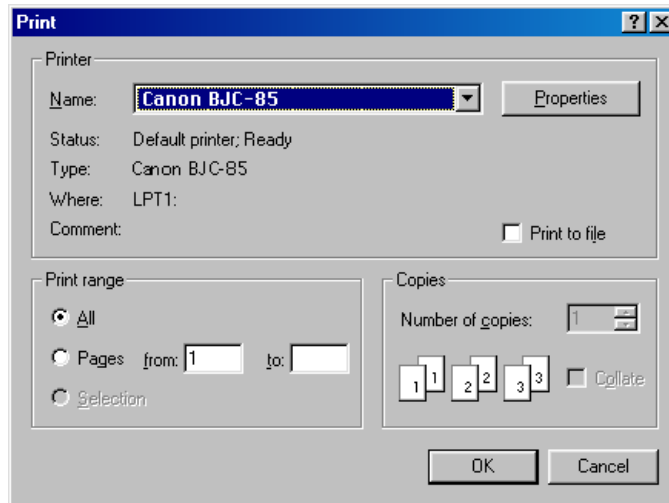 Print
Printer
Name: Canon BJC-85 Properties
Status: Default printer; Ready
Type: Canon BJC-85
Where: LPT1:
Comment: Print to file
Print range
All
Pages from: 1 to:
Selection
Copies
Number of copies: 1
1 1 2 2 3 3 Collate
OK Cancel